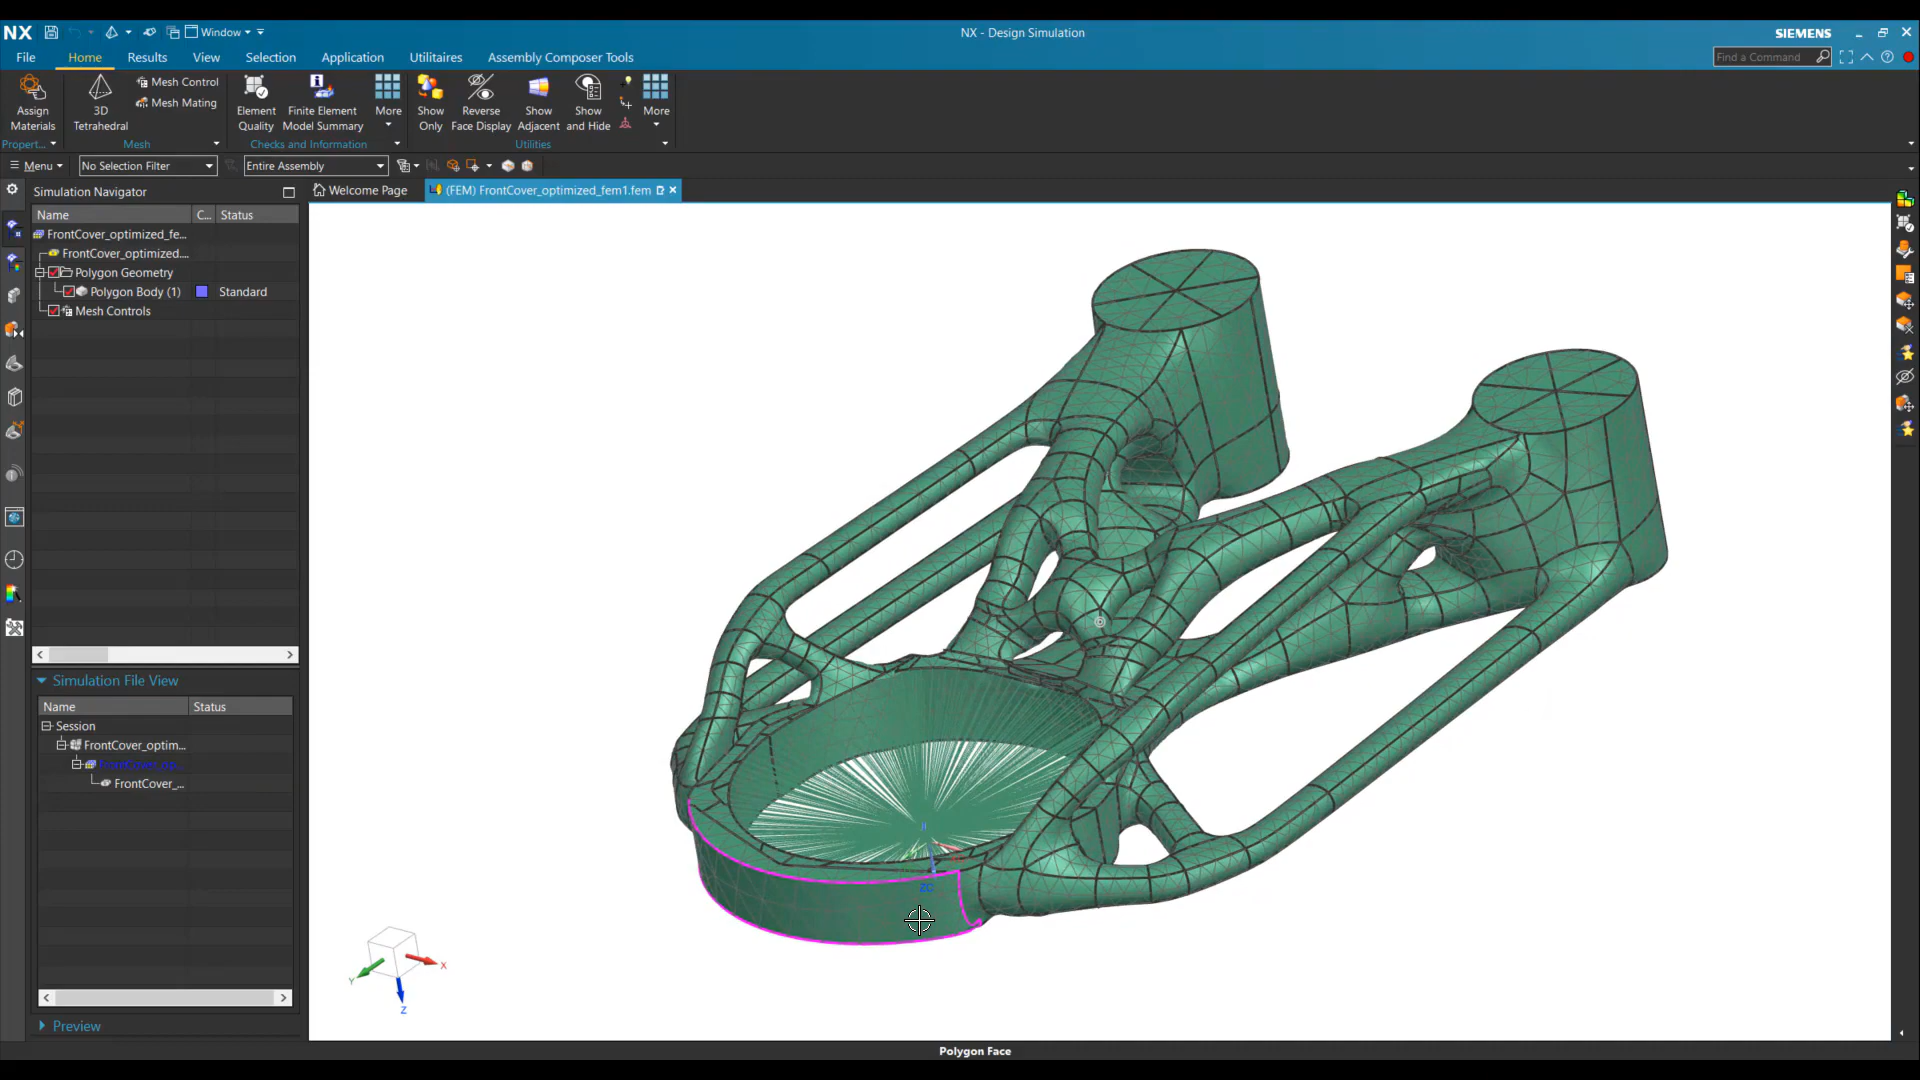 NX
Window
NX - Design Simulation
SIEMENS
File
Home
Results
View
Selection
Application
Utilitaires
Assembly Composer Tools
Find a Command
Assign Materials
3D Tetrahedral
Mesh Control
Mesh Mating
Element Quality
Finite Element Model Summary
More
Show Only
Reverse Face Display
Show Adjacent
Show and Hide
More
Propert...
Mesh
Checks and Information
Utilities
Menu
No Selection Filter
Entire Assembly
Simulation Navigator
Welcome Page
(FEM) FrontCover_optimized_fem1.fem
Name
C...
Status
FrontCover_optimized_fe...
FrontCover_optimized....
Polygon Geometry
Polygon Body (1)
Standard
Mesh Controls
Simulation File View
Name
Status
Session
FrontCover_optim...
FrontCover_op...
FrontCover_...
Preview
ZC
X
Y
Z
Polygon Face